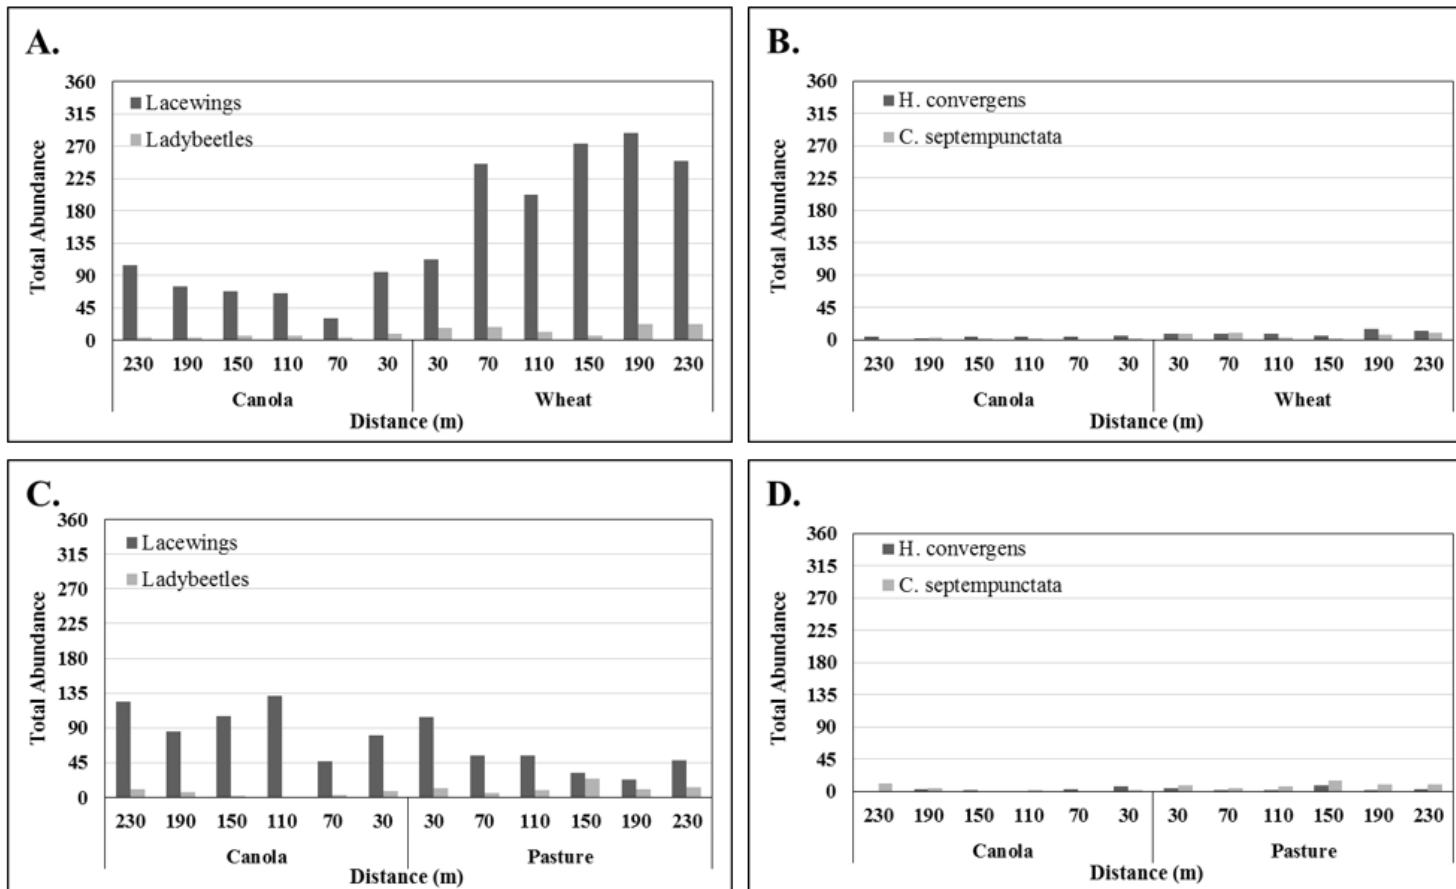 A.
360
315
270
225
180
135
90
45
0
Total Abundance
Lacewings
Ladybeetles
230 190 150 110 70 30 30 70 110 150 190 230
Canola Wheat
Distance (m)
B.
360
315
270
225
180
135
90
45
0
Total Abundance
H. convergens
C. septempunctata
230 190 150 110 70 30 30 70 110 150 190 230
Canola Wheat
Distance (m)
C.
360
315
270
225
180
135
90
45
0
Total Abundance
Lacewings
Ladybeetles
230 190 150 110 70 30 30 70 110 150 190 230
Canola Pasture
Distance (m)
D.
360
315
270
225
180
135
90
45
0
Total Abundance
H. convergens
C. septempunctata
230 190 150 110 70 30 30 70 110 150 190 230
Canola Pasture
Distance (m)